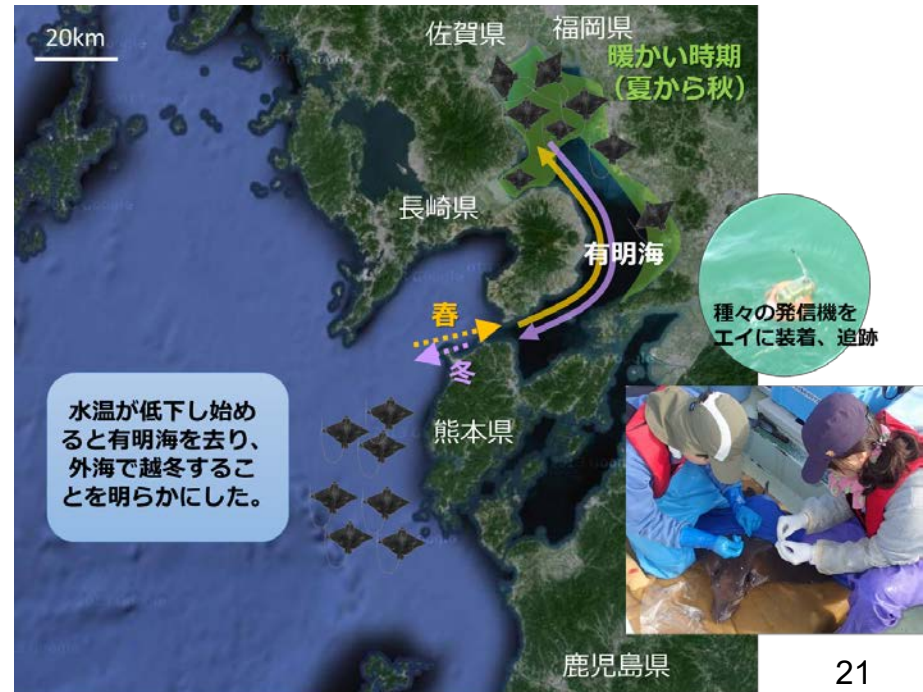 20km
佐賀県
福岡県
暖かい時期
（夏から秋）
長崎県
有明海
種々の発信機を
エイに装着、追跡
春
冬
水温が低下し始め
ると有明海を去り、
外海で越冬するこ
とを明らかにした。
熊本県
鹿児島県
21